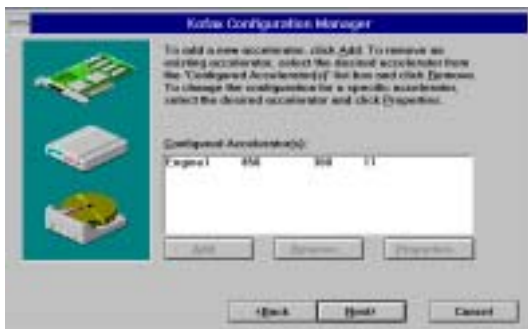 Kofax Configuration Manager
To add a new accelerator, click Add. To remove an
existing accelerator, select the desired accelerator from
the 'Configured Accelerator(s)' list box and click Remove.
To change the configuration for a specific accelerator,
select the desired accelerator and click Properties.
Configured Accelerator(s):
Engine1
Add
Remove
Properties
<Back
Next>
Cancel